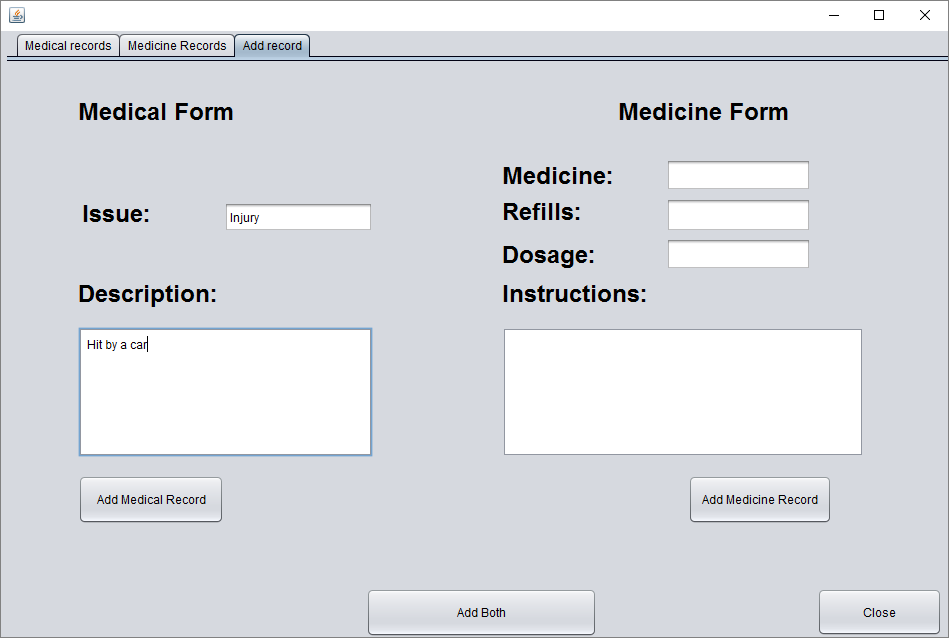 Medical records Medicine Records Add record
Medical Form
Issue: Injury
Description:
Hit by a car
Add Medical Record
Medicine Form
Medicine:
Refills:
Dosage:
Instructions:
Add Medicine Record
Add Both
Close